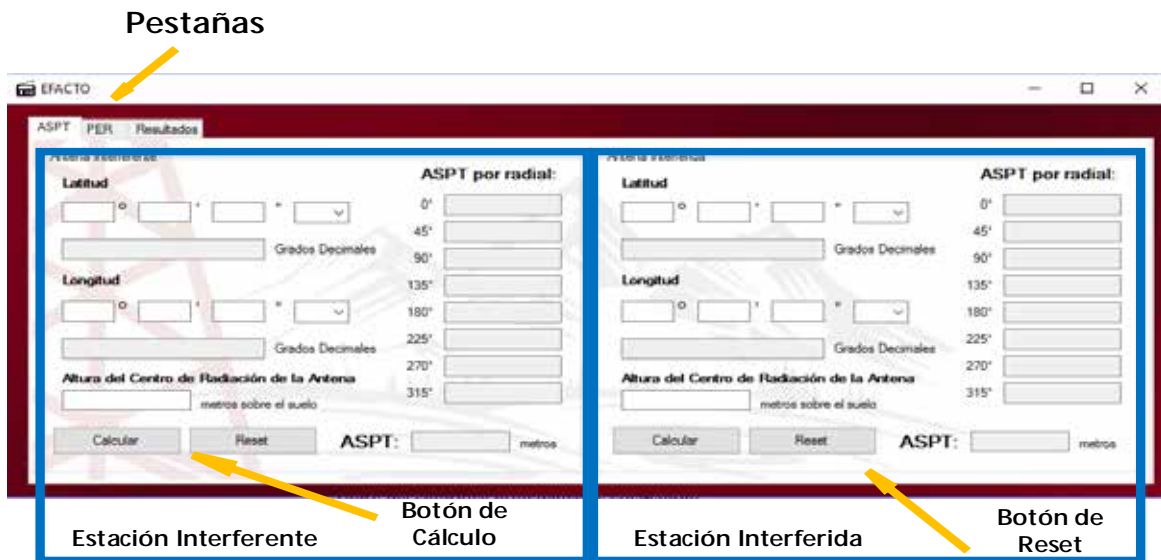 Pestañas
EFACTO
ASPT PER Resultados
Antena Interferente
Latitud
ASPT por radial:
° ' "
0°
45°
Grados Decimales
90°
Longitud
135°
° ' "
180°
225°
Grados Decimales
270°
Altura del Centro de Radiación de la Antena
315°
metros sobre el suelo
Calcular Reset ASPT: metros
Antena Interferida
Latitud
ASPT por radial:
° ' "
0°
45°
Grados Decimales
90°
Longitud
135°
° ' "
180°
225°
Grados Decimales
270°
Altura del Centro de Radiación de la Antena
315°
metros sobre el suelo
Calcular Reset ASPT: metros
Estación Interferente
Botón de
Cálculo
Estación Interferida
Botón de
Reset